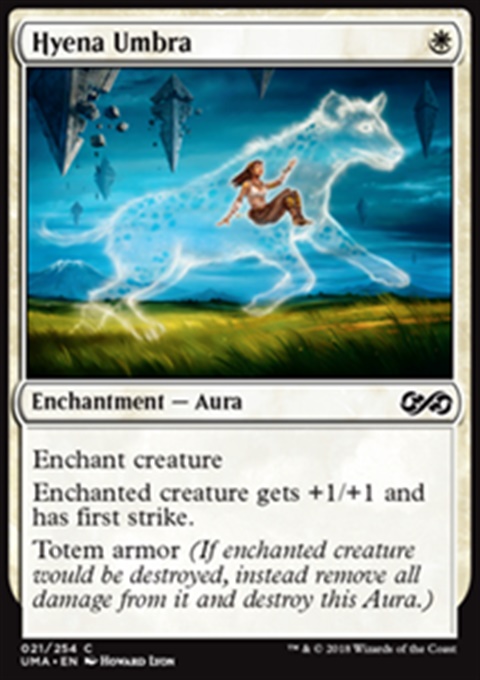 Hyena Umbra
Enchantment — Aura
Enchant creature
Enchanted creature gets +1/+1 and
has first strike.
Totem armor (If enchanted creature
would be destroyed, instead remove all
damage from it and destroy this Aura.)
021/254 C
UMA • EN Howard Lyon
™ & © 2018 Wizards of the Coast